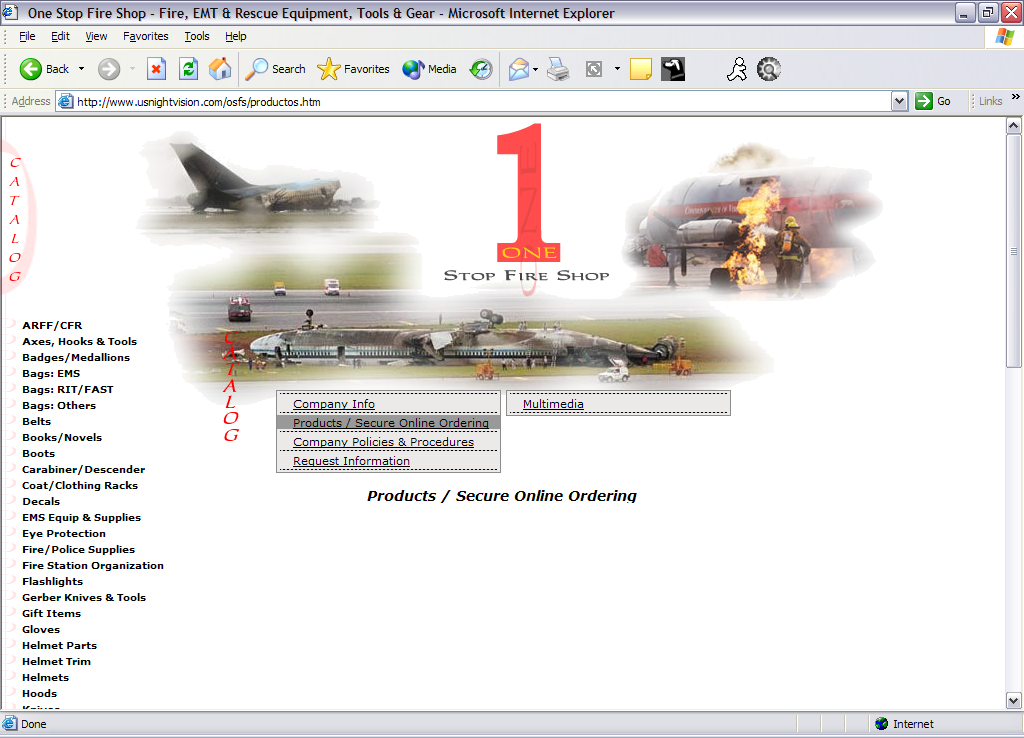 One Stop Fire Shop - Fire, EMT & Rescue Equipment, Tools & Gear - Microsoft Internet Explorer
File Edit View Favorites Tools Help
Back Search Favorites Media
Address http://www.usnightvision.com/osfs/productos.htm Go Links »
CATALOG
1
ONE
STOP FIRE SHOP
CATALOG
Company Info
Products / Secure Online Ordering
Company Policies & Procedures
Request Information
Multimedia
Products / Secure Online Ordering
ARFF/CFR
Axes, Hooks & Tools
Badges/Medallions
Bags: EMS
Bags: RIT/FAST
Bags: Others
Belts
Books/Novels
Boots
Carabiner/Descender
Coat/Clothing Racks
Decals
EMS Equip & Supplies
Eye Protection
Fire/Police Supplies
Fire Station Organization
Flashlights
Gerber Knives & Tools
Gift Items
Gloves
Helmet Parts
Helmet Trim
Helmets
Hoods
Knives
Done Internet